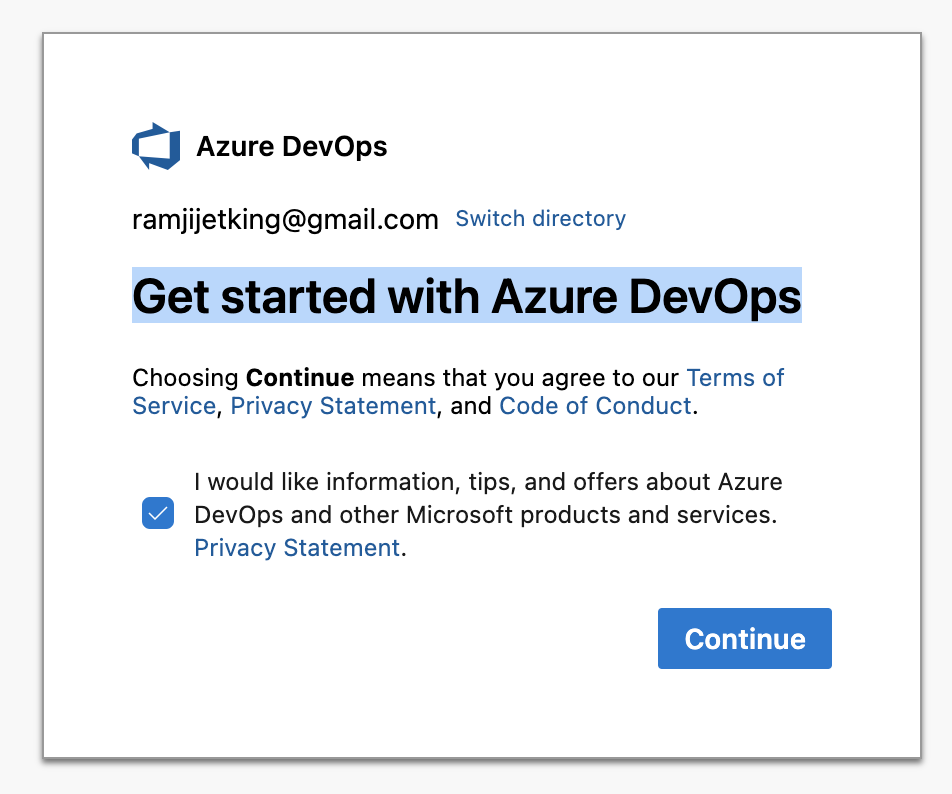 Azure DevOps
ramjijetking@gmail.com Switch directory
Get started with Azure DevOps
Choosing Continue means that you agree to our Terms of
Service, Privacy Statement, and Code of Conduct.
I would like information, tips, and offers about Azure
DevOps and other Microsoft products and services.
Privacy Statement.
Continue